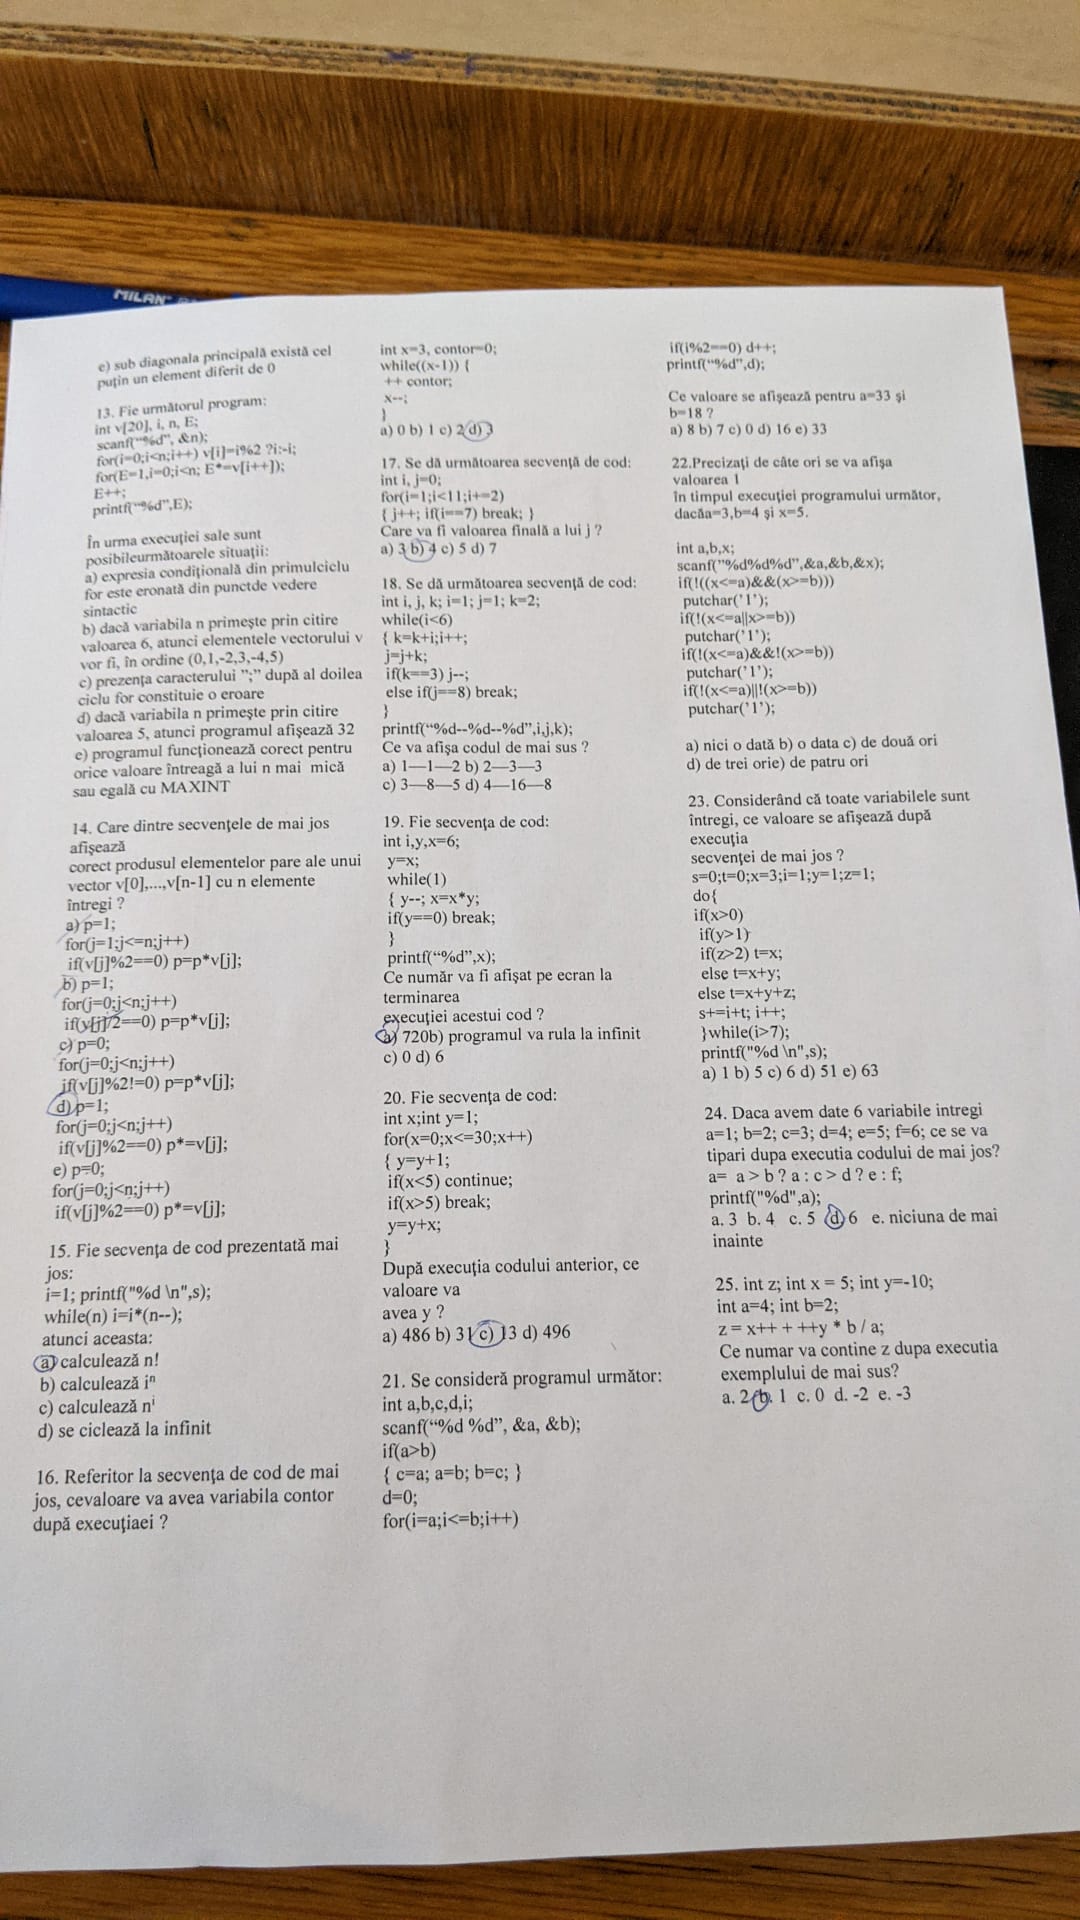 MILAN
e) sub diagonala principală există cel
puţin un element diferit de 0
13. Fie următorul program:
int v[20], i, n, E;
scanf("%d", &n);
for(i=0;i<n;i++) v[i]=i%2 ?i:-i;
for(E=1,i=0;i<n; E*=v[i++]);
E++;
printf("%d",E);
În urma execuţiei sale sunt
posibileurmătoarele situaţii:
a) expresia condiţională din primulciclu
for este eronată din punctde vedere
sintactic
b) dacă variabila n primeşte prin citire
valoarea 6, atunci elementele vectorului v
vor fi, în ordine (0,1,-2,3,-4,5)
c) prezenţa caracterului ";" după al doilea
ciclu for constituie o eroare
d) dacă variabila n primeşte prin citire
valoarea 5, atunci programul afişează 32
e) programul funcţionează corect pentru
orice valoare întreagă a lui n mai mică
sau egală cu MAXINT
14. Care dintre secvenţele de mai jos
afişează
corect produsul elementelor pare ale unui
vector v[0],...,v[n-1] cu n elemente
întregi ?
a) p=1;
for(j=1;j<=n;j++)
if(v[j]%2==0) p=p*v[j];
b) p=1;
for(j=0;j<n;j++)
if(v[j]/2==0) p=p*v[j];
c) p=0;
for(j=0;j<n;j++)
if(v[j]%2!=0) p=p*v[j];
d) p=1;
for(j=0;j<n;j++)
if(v[j]%2==0) p*=v[j];
e) p=0;
for(j=0;j<n;j++)
if(v[j]%2==0) p*=v[j];
15. Fie secvenţa de cod prezentată mai
jos:
i=1; printf("%d \n",s);
while(n) i=i*(n--);
atunci aceasta:
a) calculează n!
b) calculează iⁿ
c) calculează nⁱ
d) se ciclează la infinit
16. Referitor la secvenţa de cod de mai
jos, cevaloare va avea variabila contor
după execuţiaei ?
int x=3, contor=0;
while((x-1)) {
++ contor;
x--;
}
a) 0 b) 1 c) 2 d) 3
17. Se dă următoarea secvenţă de cod:
int i, j=0;
for(i=1;i<11;i+=2)
{ j++; if(i==7) break; }
Care va fi valoarea finală a lui j ?
a) 3 b) 4 c) 5 d) 7
18. Se dă următoarea secvenţă de cod:
int i, j, k; i=1; j=1; k=2;
while(i<6)
{ k=k+i;i++;
j=j+k;
if(k==3) j--;
else if(j==8) break;
}
printf(“%d--%d--%d”,i,j,k);
Ce va afişa codul de mai sus ?
a) 1—1—2 b) 2—3—3
c) 3—8—5 d) 4—16—8
19. Fie secvenţa de cod:
int i,y,x=6;
y=x;
while(1)
{ y--; x=x*y;
if(y==0) break;
}
printf(“%d”,x);
Ce număr va fi afişat pe ecran la
terminarea
execuţiei acestui cod ?
a) 720b) programul va rula la infinit
c) 0 d) 6
20. Fie secvenţa de cod:
int x;int y=1;
for(x=0;x<=30;x++)
{ y=y+1;
if(x<5) continue;
if(x>5) break;
y=y+x;
}
După execuţia codului anterior, ce
valoare va
avea y ?
a) 486 b) 31 c) 13 d) 496
21. Se consideră programul următor:
int a,b,c,d,i;
scanf(“%d %d”, &a, &b);
if(a>b)
{ c=a; a=b; b=c; }
d=0;
for(i=a;i<=b;i++)
if(i%2==0) d++;
printf(“%d”,d);
Ce valoare se afişează pentru a=33 şi
b=18 ?
a) 8 b) 7 c) 0 d) 16 e) 33
22.Precizaţi de câte ori se va afişa
valoarea 1
în timpul execuţiei programului următor,
dacăa=3,b=4 şi x=5.
int a,b,x;
scanf("%d%d%d",&a,&b,&x);
if(!((x<=a)&&(x>=b)))
putchar('1');
if(!(x<=a||x>=b))
putchar('1');
if(!(x<=a)&&!(x>=b))
putchar('1');
if(!(x<=a)||!(x>=b))
putchar('1');
a) nici o dată b) o data c) de două ori
d) de trei orie) de patru ori
23. Considerând că toate variabilele sunt
întregi, ce valoare se afişează după
execuţia
secvenţei de mai jos ?
s=0;t=0;x=3;i=1;y=1;z=1;
do{
if(x>0)
if(y>1)
if(z>2) t=x;
else t=x+y;
else t=x+y+z;
s+=i+t; i++;
}while(i>7);
printf("%d \n",s);
a) 1 b) 5 c) 6 d) 51 e) 63
24. Daca avem date 6 variabile intregi
a=1; b=2; c=3; d=4; e=5; f=6; ce se va
tipari dupa executia codului de mai jos?
a= a > b ? a : c > d ? e : f;
printf("%d",a);
a. 3 b. 4 c. 5 d) 6 e. niciuna de mai
inainte
25. int z; int x = 5; int y=-10;
int a=4; int b=2;
z = x++ + ++y * b / a;
Ce numar va contine z dupa executia
exemplului de mai sus?
a. 2 b. 1 c. 0 d. -2 e. -3